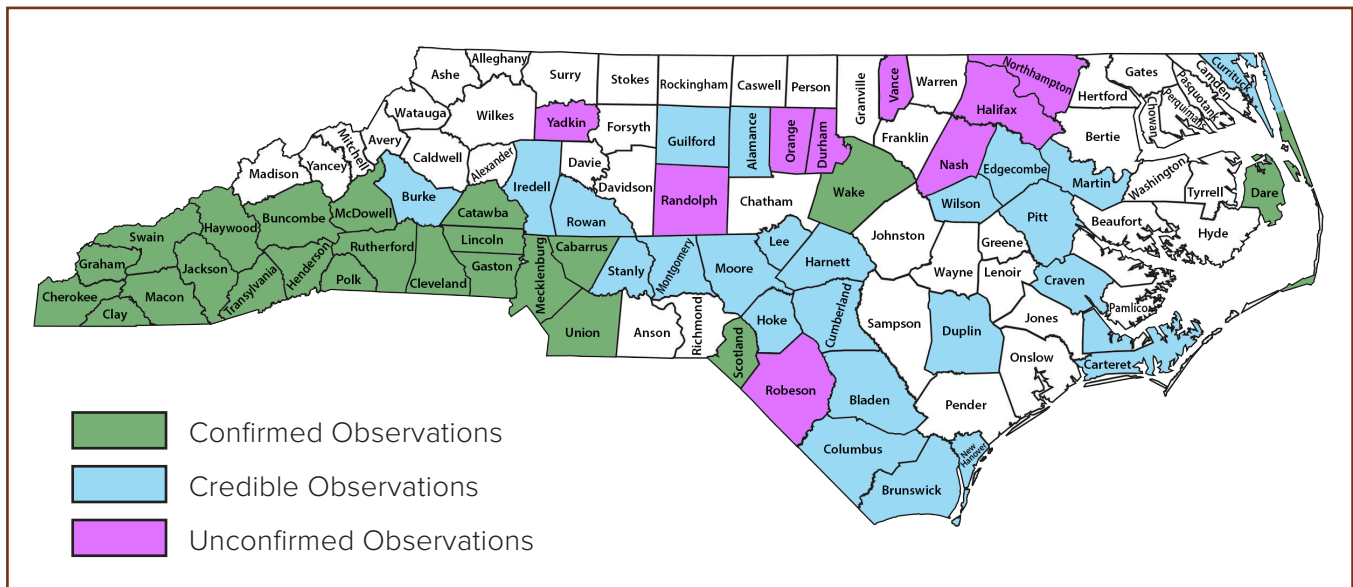 Alleghany
Ashe
Surry
Stokes
Rockingham
Caswell
Person
Granville
Vance
Warren
Northhampton
Gates
Hertford
Currituck
Camden
Pasquotank
Perquimans
Chowan
Watauga
Wilkes
Yadkin
Forsyth
Guilford
Alamance
Orange
Durham
Franklin
Halifax
Bertie
Mitchell
Avery
Caldwell
Alexander
Madison
Yancey
Burke
Iredell
Davie
Davidson
Randolph
Chatham
Wake
Nash
Edgecombe
Martin
Washington
Tyrrell
Dare
Swain
Haywood
Buncombe
McDowell
Catawba
Rowan
Wilson
Pitt
Beaufort
Hyde
Graham
Jackson
Transylvania
Henderson
Rutherford
Polk
Cleveland
Lincoln
Gaston
Mecklenburg
Cabarrus
Stanly
Montgomery
Moore
Lee
Harnett
Johnston
Wayne
Greene
Lenoir
Craven
Pamlico
Cherokee
Clay
Macon
Union
Anson
Richmond
Scotland
Hoke
Cumberland
Sampson
Duplin
Jones
Onslow
Carteret
Robeson
Bladen
Pender
Columbus
Brunswick
New
Hanover
Confirmed Observations
Credible Observations
Unconfirmed Observations